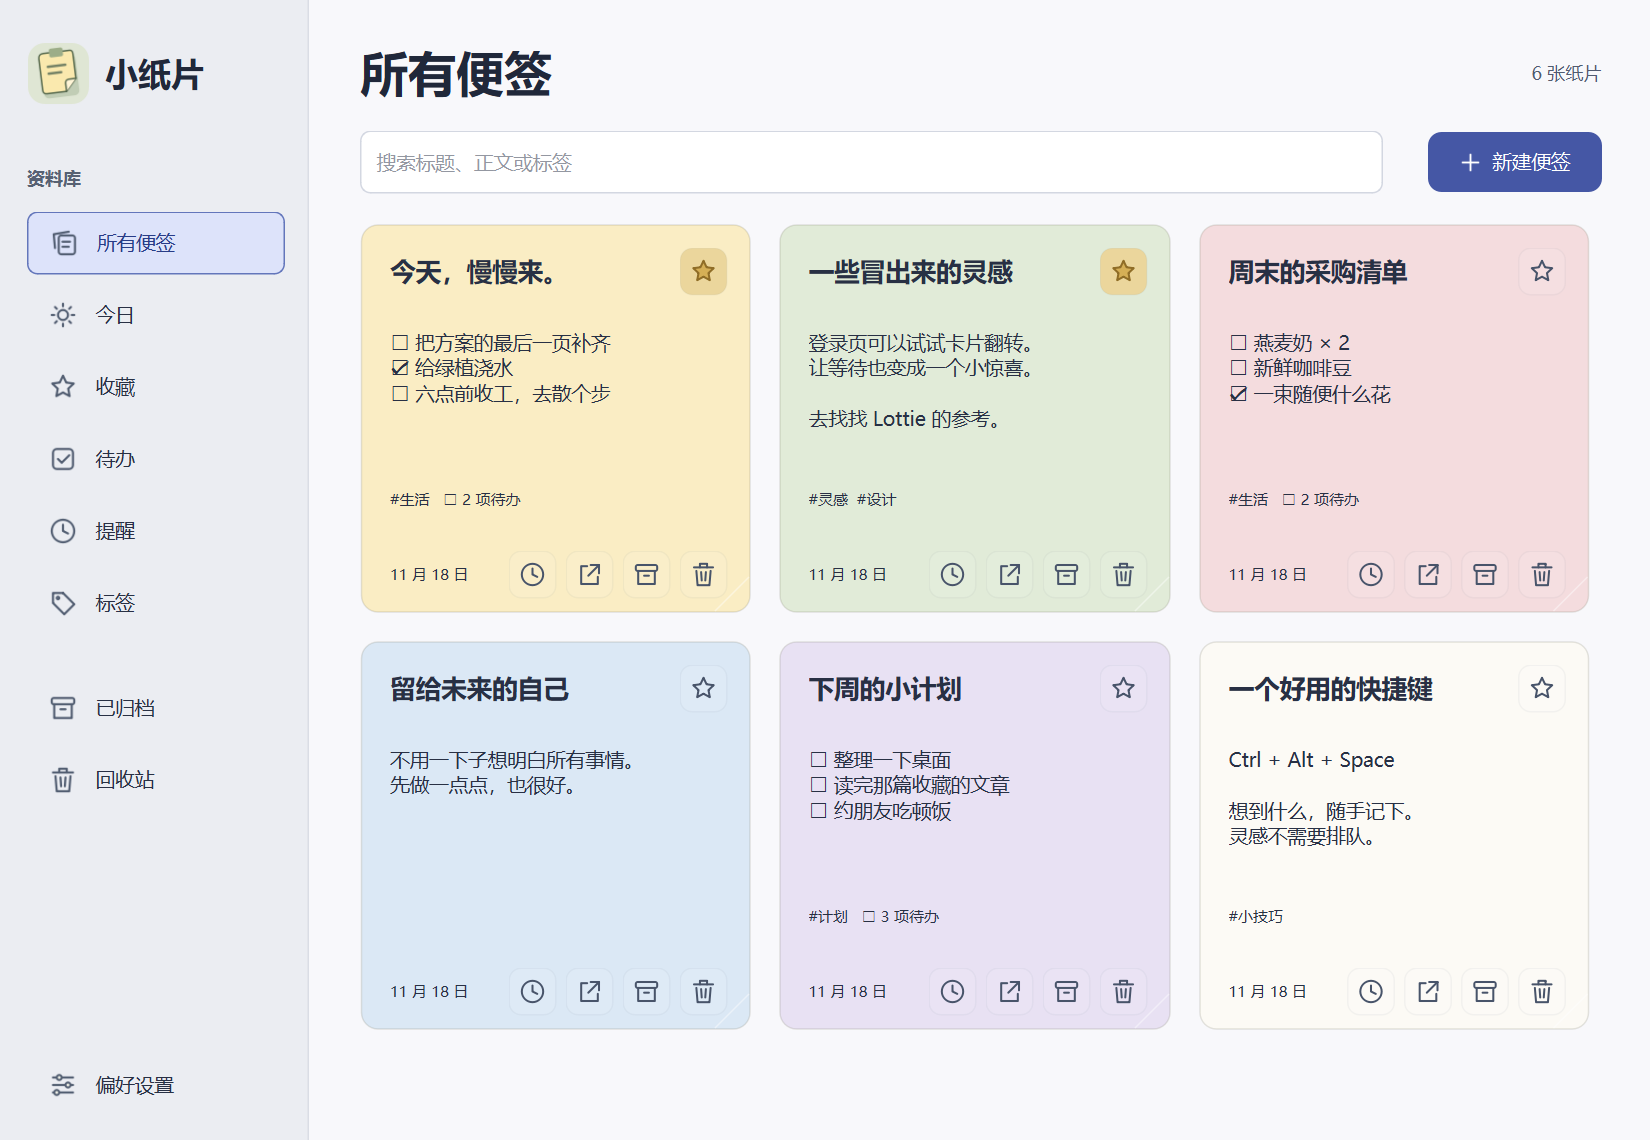 小纸片
资料库
所有便签
今日
收藏
待办
提醒
标签
已归档
回收站
偏好设置
所有便签
6 张纸片
搜索标题、正文或标签
+ 新建便签
今天，慢慢来。
☐ 把方案的最后一页补齐
☑ 给绿植浇水
☐ 六点前收工，去散个步
#生活 ☐ 2 项待办
11 月 18 日
一些冒出来的灵感
登录页可以试试卡片翻转。
让等待也变成一个小惊喜。
去找找 Lottie 的参考。
#灵感 #设计
11 月 18 日
周末的采购清单
☐ 燕麦奶 × 2
☐ 新鲜咖啡豆
☑ 一束随便什么花
#生活 ☐ 2 项待办
11 月 18 日
留给未来的自己
不用一下子想明白所有事情。
先做一点点，也很好。
11 月 18 日
下周的小计划
☐ 整理一下桌面
☐ 读完那篇收藏的文章
☐ 约朋友吃顿饭
#计划 ☐ 3 项待办
11 月 18 日
一个好用的快捷键
Ctrl + Alt + Space
想到什么，随手记下。
灵感不需要排队。
#小技巧
11 月 18 日